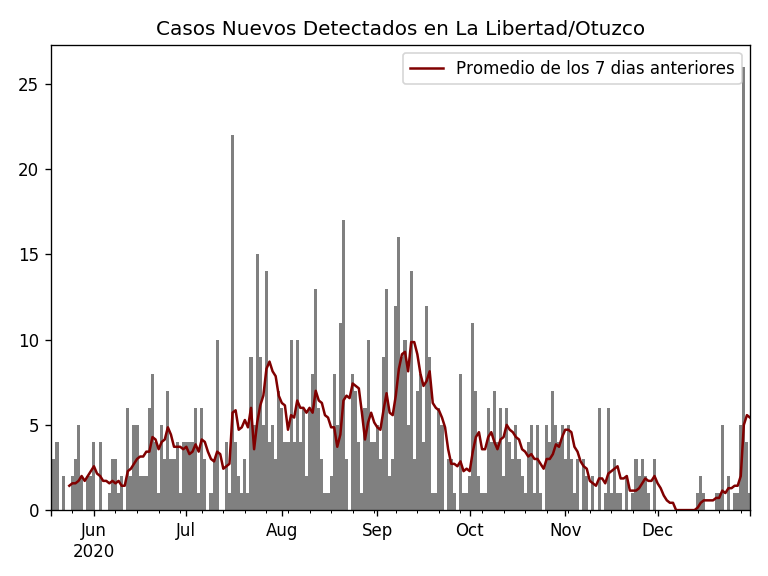 Casos Nuevos Detectados en La Libertad/Otuzco
Promedio de los 7 dias anteriores
25
20
15
10
5
0
Jun Jul Aug Sep Oct Nov Dec
2020